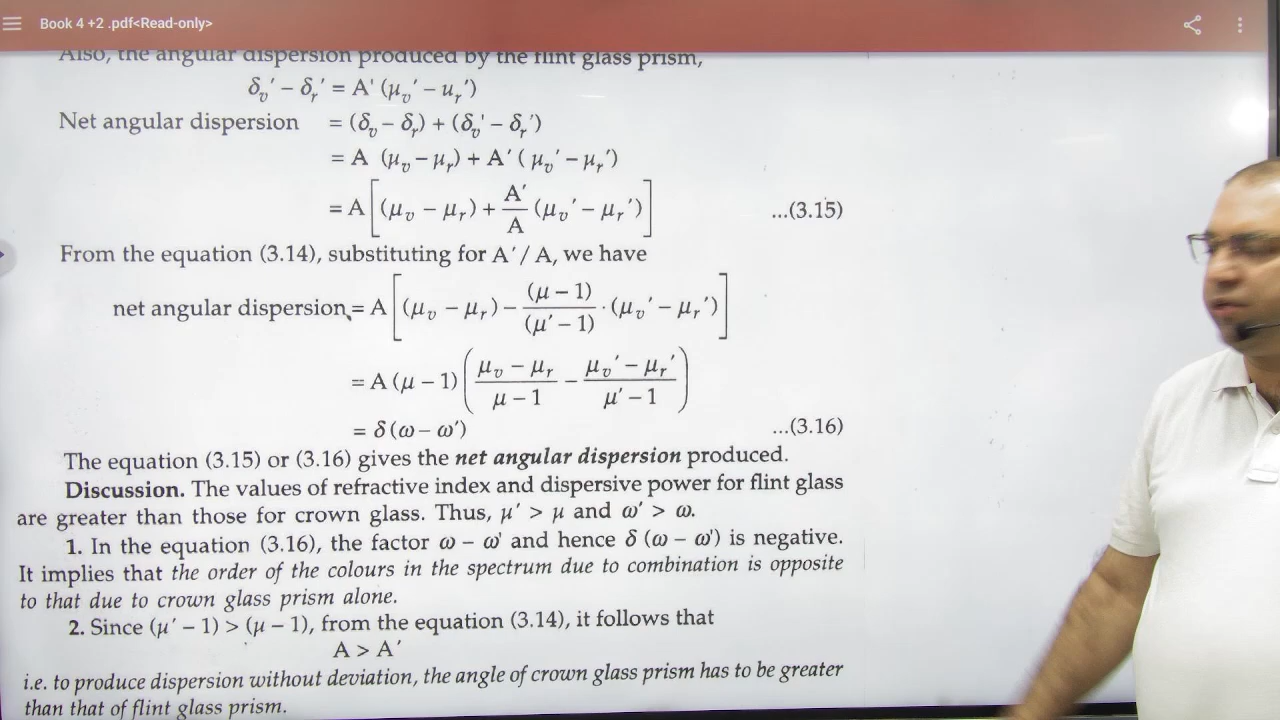 Book 4 +2 .pdf<Read-only>
Also, the angular dispersion produced by the flint glass prism,
δᵥ′ − δᵣ′ = A' (μᵥ′ − uᵣ′)
Net angular dispersion = (δᵥ − δᵣ) + (δᵥ' − δᵣ′)
= A (μᵥ − μᵣ) + A′ ( μᵥ′ − μᵣ′)
= A [(μᵥ − μᵣ) + A′/A (μᵥ′ − μᵣ′)] ...(3.15)
From the equation (3.14), substituting for A′/ A, we have
net angular dispersion = A [(μᵥ − μᵣ) − (μ − 1)/(μ′ − 1) · (μᵥ′ − μᵣ′)]
= A (μ − 1) ( (μᵥ − μᵣ)/(μ − 1) − (μᵥ′ − μᵣ′)/(μ′ − 1) )
= δ (ω − ω′) ...(3.16)
The equation (3.15) or (3.16) gives the net angular dispersion produced.
Discussion. The values of refractive index and dispersive power for flint glass
are greater than those for crown glass. Thus, μ′ > μ and ω′ > ω.
1. In the equation (3.16), the factor ω − ω' and hence δ (ω − ω′) is negative.
It implies that the order of the colours in the spectrum due to combination is opposite
to that due to crown glass prism alone.
2. Since (μ′ − 1) > (μ − 1), from the equation (3.14), it follows that
A > A′
i.e. to produce dispersion without deviation, the angle of crown glass prism has to be greater
than that of flint glass prism.